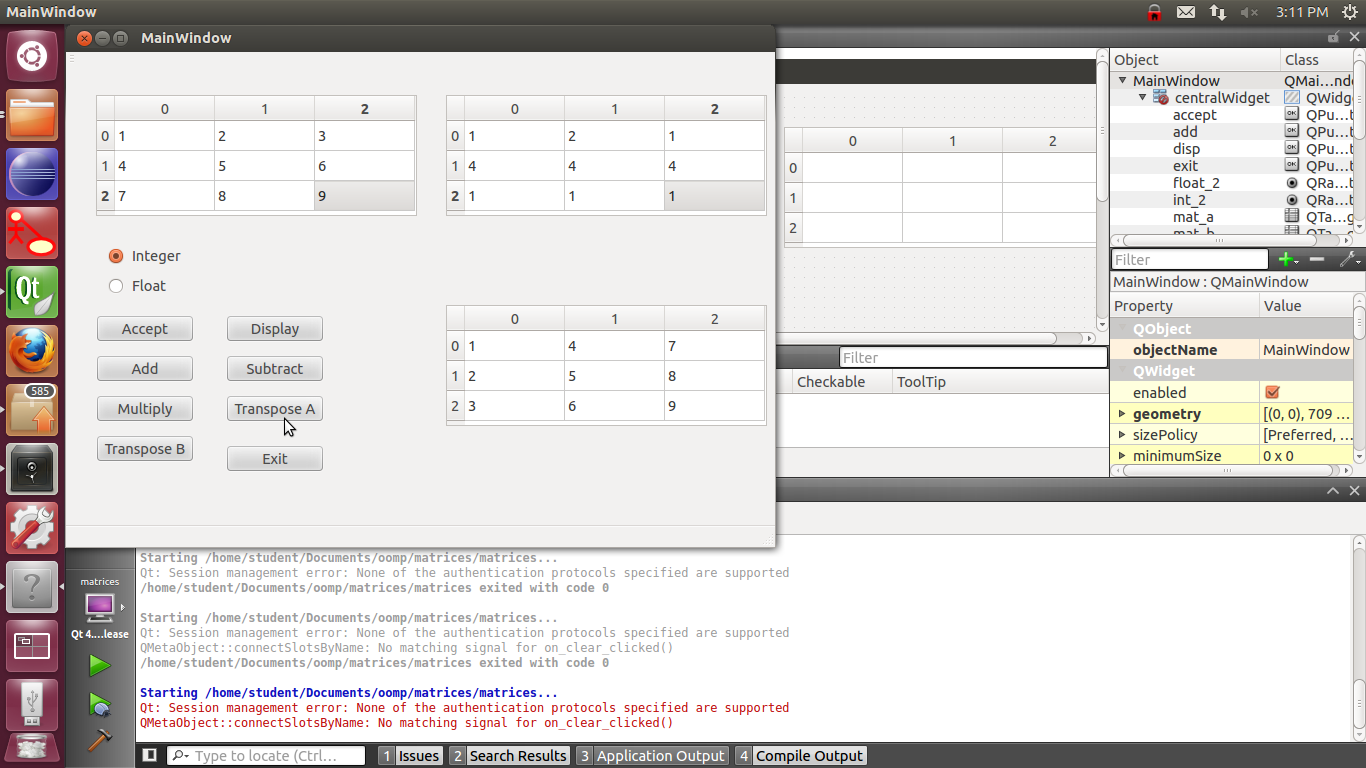 MainWindow
3:11 PM
MainWindow
0 1 2
0 1 2 3
1 4 5 6
2 7 8 9
0 1 2
0 1 2 1
1 4 4 4
2 1 1 1
Integer
Float
Accept Display
Add Subtract
Multiply Transpose A
Transpose B Exit
0 1 2
0 1 4 7
1 2 5 8
2 3 6 9
0 1 2
0
1
2
Filter
Checkable ToolTip
Object Class
MainWindow QMai...ndow
centralWidget QWidg
accept QPu...t
add QPu...t
disp QPu...t
exit QPu...t
float_2 QRa...t
int_2 QRa...t
mat_a QTa...g
mat_b QTa...g
Filter
MainWindow : QMainWindow
Property Value
QObject
objectName MainWindow
QWidget
enabled
geometry [(0, 0), 709 ...
sizePolicy [Preferred, ...
minimumSize 0 x 0
Qt
585
matrices
Qt 4....lease
Starting /home/student/Documents/oomp/matrices/matrices...
Qt: Session management error: None of the authentication protocols specified are supported
/home/student/Documents/oomp/matrices/matrices exited with code 0
Starting /home/student/Documents/oomp/matrices/matrices...
Qt: Session management error: None of the authentication protocols specified are supported
QMetaObject::connectSlotsByName: No matching signal for on_clear_clicked()
/home/student/Documents/oomp/matrices/matrices exited with code 0
Starting /home/student/Documents/oomp/matrices/matrices...
Qt: Session management error: None of the authentication protocols specified are supported
QMetaObject::connectSlotsByName: No matching signal for on_clear_clicked()
Type to locate (Ctrl...
1 Issues 2 Search Results 3 Application Output 4 Compile Output